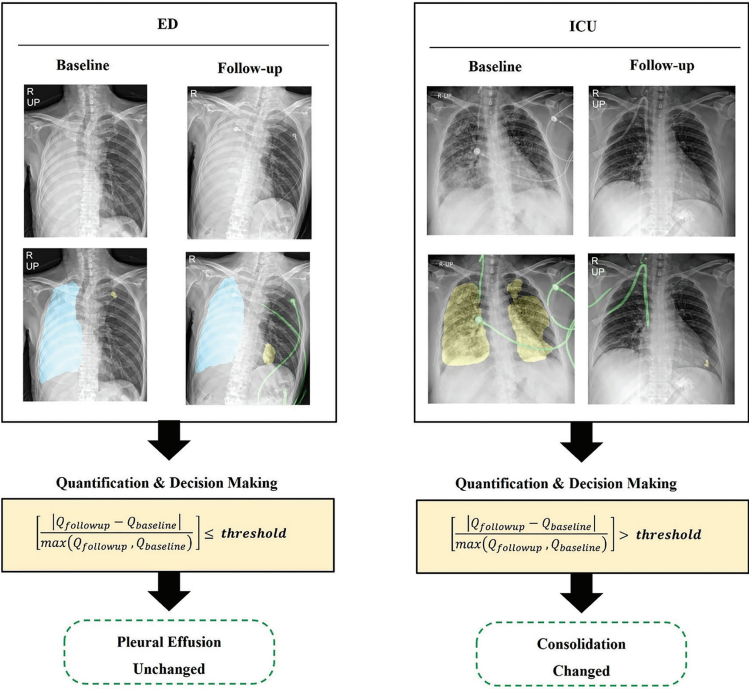 ED
Baseline
Follow-up
R
UP
R
UP
R
UP
R
UP
Quantification & Decision Making
[|Q_followup − Q_baseline| / max(Q_followup , Q_baseline)] ≤ threshold
Pleural Effusion
Unchanged
ICU
Baseline
Follow-up
R-UP
R
UP
R-UP
R
UP
Quantification & Decision Making
[|Q_followup − Q_baseline| / max(Q_followup , Q_baseline)] > threshold
Consolidation
Changed